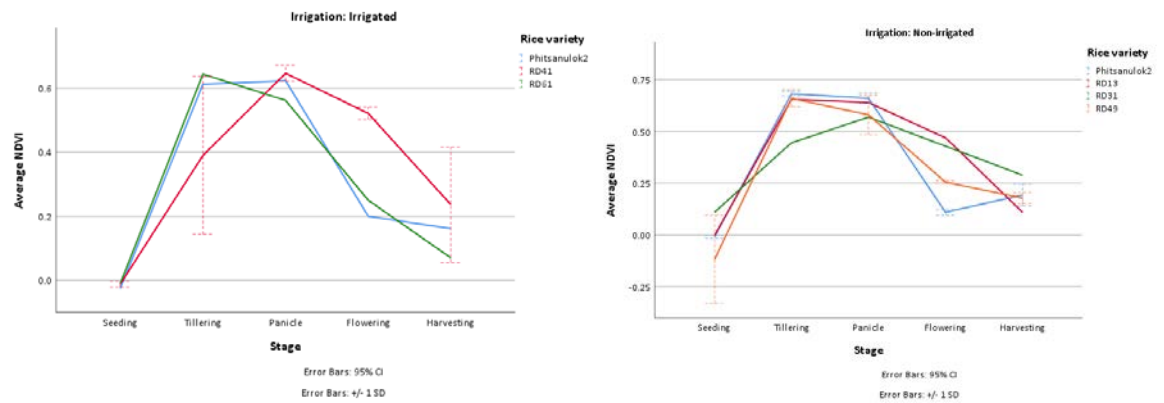 Irrigation: Irrigated
Rice variety
Phitsanulok2
RD41
RD61
Average NDVI
0.6
0.4
0.2
0.0
Seeding Tillering Panicle Flowering Harvesting
Stage
Error Bars: 95% CI
Error Bars: +/- 1 SD
Irrigation: Non-irrigated
Rice variety
Phitsanulok2
RD13
RD31
RD49
Average NDVI
0.75
0.50
0.25
0.00
-0.25
Seeding Tillering Panicle Flowering Harvesting
Stage
Error Bars: 95% CI
Error Bars: +/- 1 SD